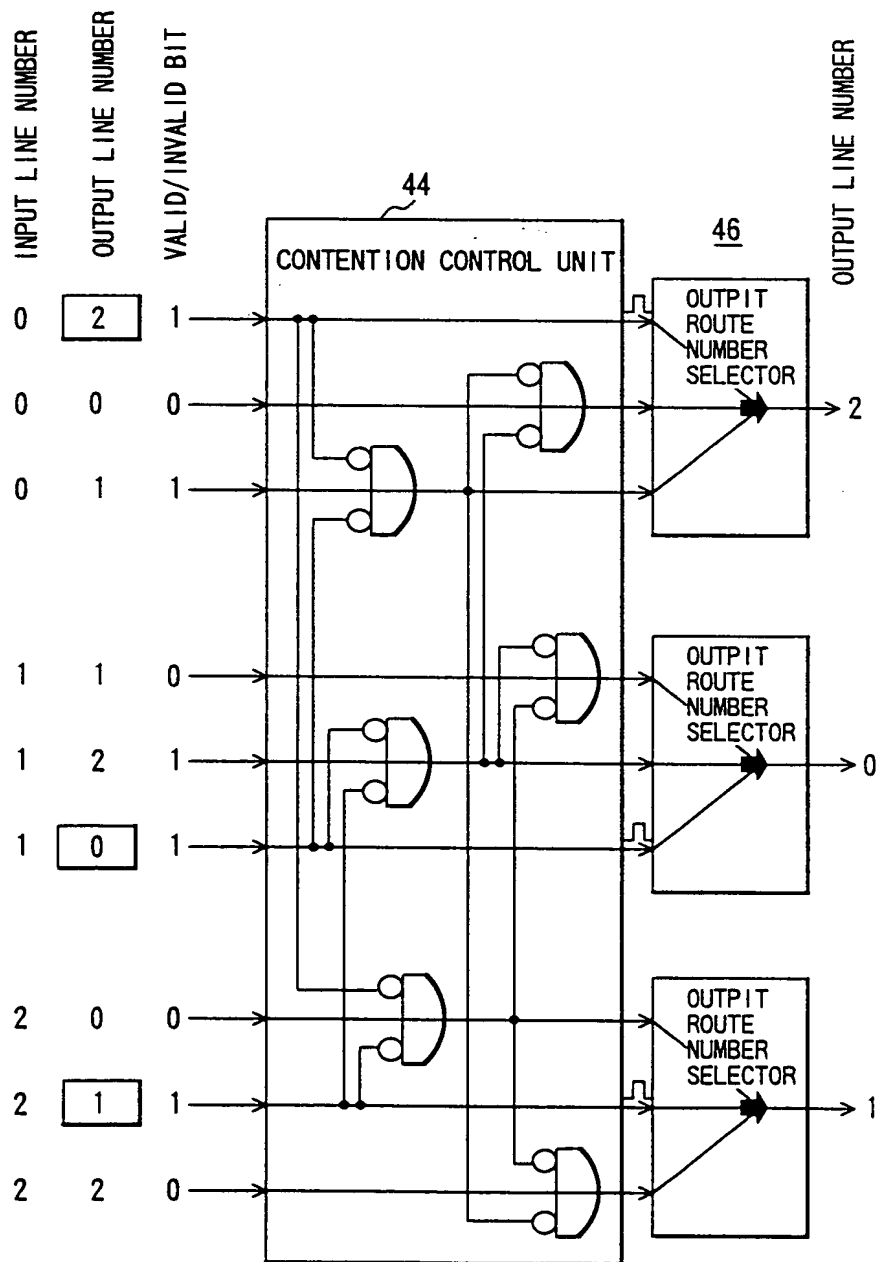 INPUT LINE NUMBER
OUTPUT LINE NUMBER
VALID/INVALID BIT
OUTPUT LINE NUMBER
44
46
CONTENTION CONTROL UNIT
OUTPIT
ROUTE
NUMBER
SELECTOR
0 2 1
0 0 0
2
0 1 1
OUTPIT
ROUTE
NUMBER
SELECTOR
1 1 0
1 2 1
0
1 0 1
OUTPIT
ROUTE
NUMBER
SELECTOR
2 0 0
2 1 1
1
2 2 0